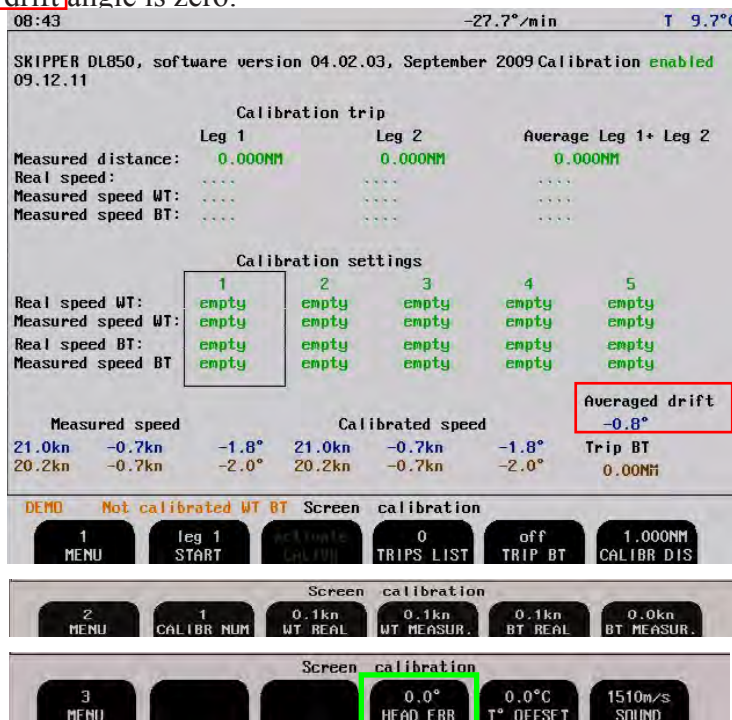 drift angle is zero.
08:43 -27.7°/min T 9.7°
SKIPPER DL850, software version 04.02.03, September 2009 Calibration enabled
09.12.11
Calibration trip
Leg 1 Leg 2 Average Leg 1+ Leg 2
Measured distance: 0.000NM 0.000NM 0.000NM
Real speed: .... .... ....
Measured speed WT: .... .... ....
Measured speed BT: .... .... ....
Calibration settings
1 2 3 4 5
Real speed WT: empty empty empty empty empty
Measured speed WT: empty empty empty empty empty
Real speed BT: empty empty empty empty empty
Measured speed BT empty empty empty empty empty
Averaged drift
Measured speed Calibrated speed -0.8°
21.0kn -0.7kn -1.8° 21.0kn -0.7kn -1.8° Trip BT
20.2kn -0.7kn -2.0° 20.2kn -0.7kn -2.0° 0.00NM
DEMO Not calibrated WT BT Screen calibration
1 leg 1 activate 0 off 1.000NM
MENU START CALIBR TRIPS LIST TRIP BT CALIBR DIS
Screen calibration
2 1 0.1kn 0.1kn 0.1kn 0.0kn
MENU CALIBR NUM WT REAL WT MEASUR. BT REAL BT MEASUR.
Screen calibration
3 0.0° 0.0°C 1510m/s
MENU HEAD ERR T° OFFSET SOUND